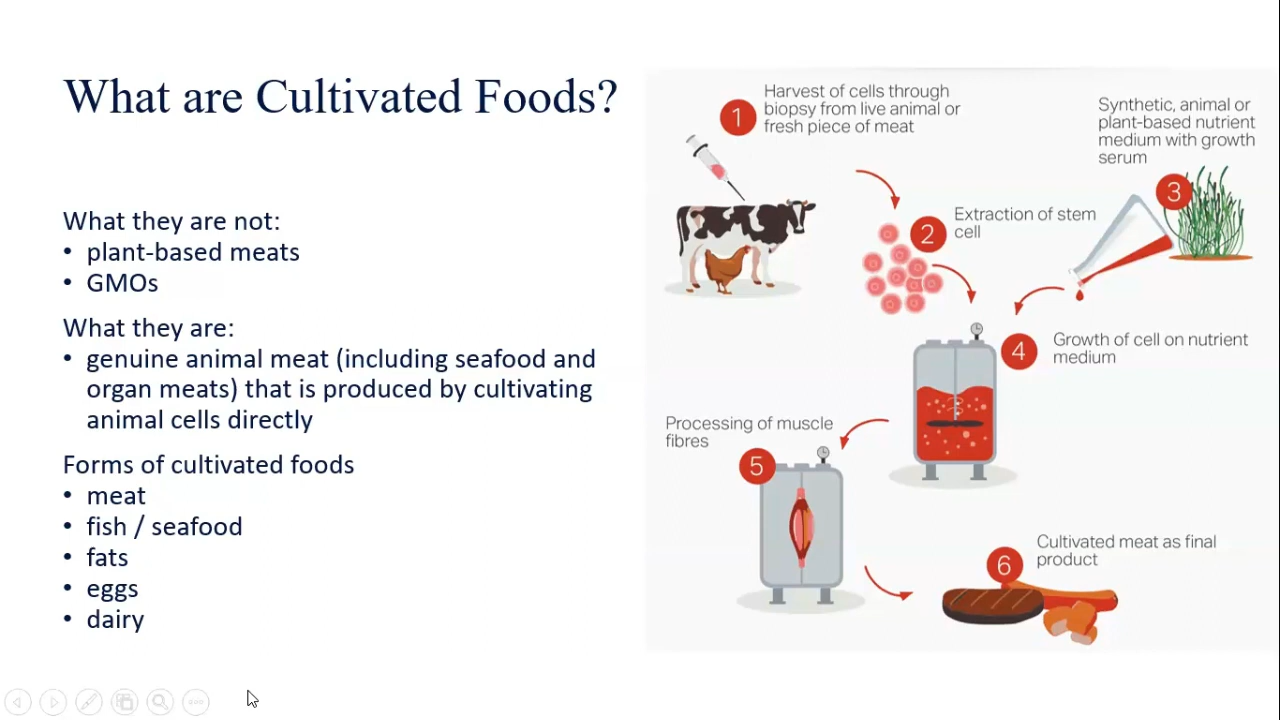 What are Cultivated Foods?
What they are not:
• plant-based meats
• GMOs
What they are:
• genuine animal meat (including seafood and
organ meats) that is produced by cultivating
animal cells directly
Forms of cultivated foods
• meat
• fish / seafood
• fats
• eggs
• dairy
1
Harvest of cells through
biopsy from live animal or
fresh piece of meat
2
Extraction of stem
cell
Synthetic, animal or
plant-based nutrient
medium with growth
serum
3
4
Growth of cell on nutrient
medium
Processing of muscle
fibres
5
6
Cultivated meat as final
product